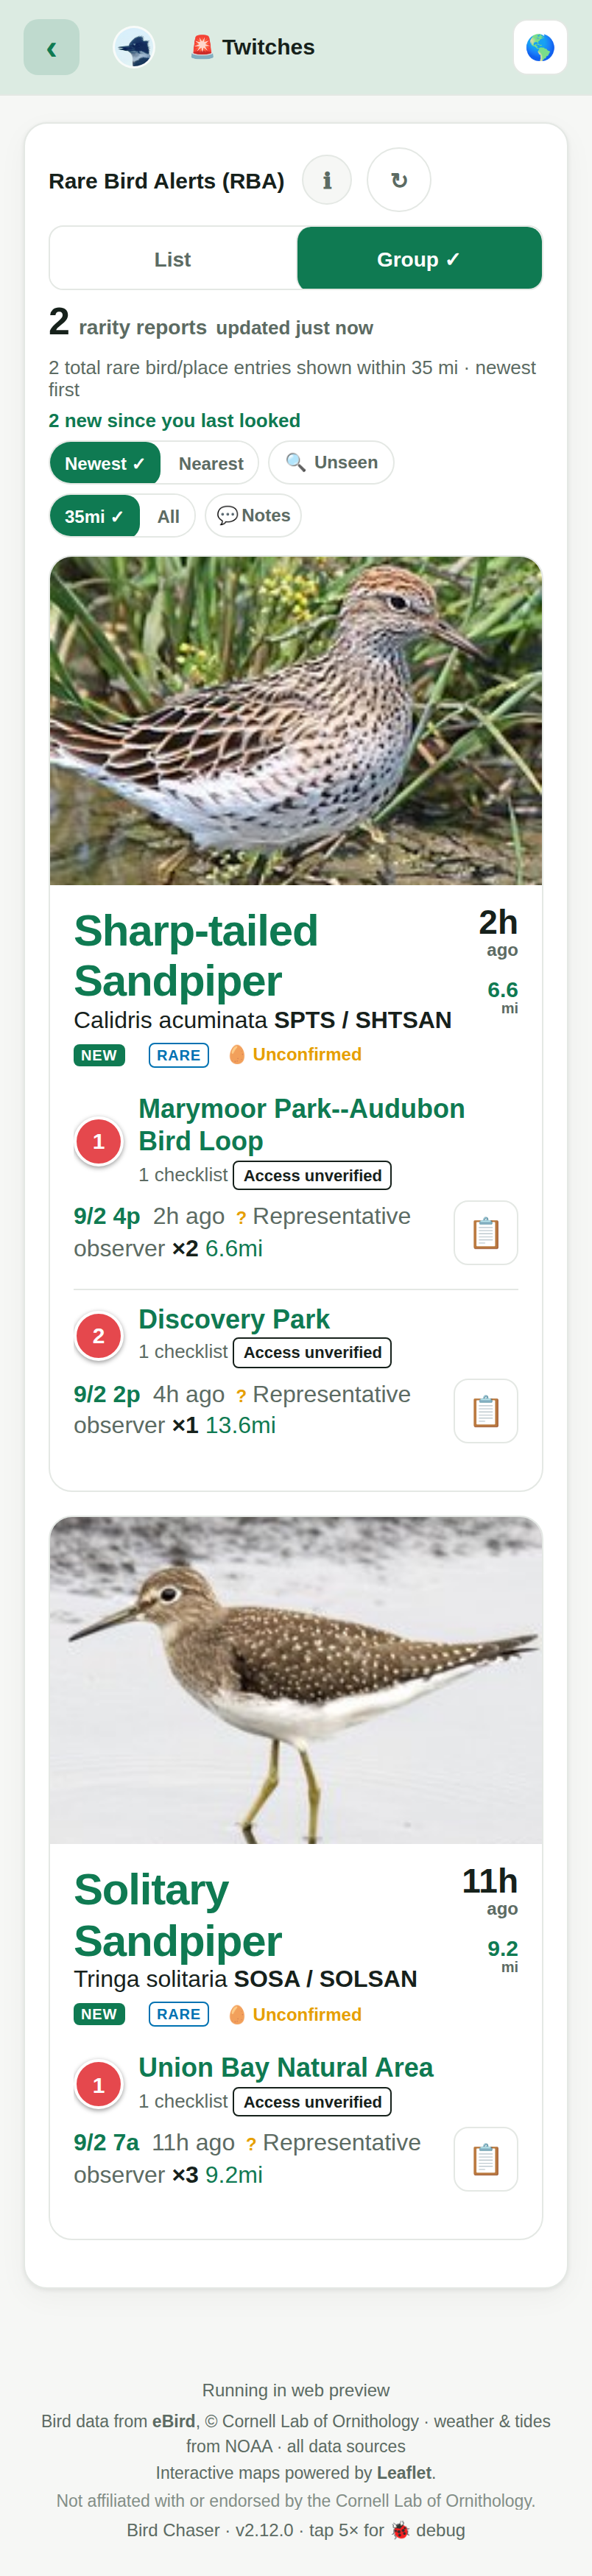 ‹ 🚨 Twitches 🌎
Rare Bird Alerts (RBA) ℹ ↻
List Group ✓
2 rarity reports updated just now
2 total rare bird/place entries shown within 35 mi · newest
first
2 new since you last looked
Newest ✓ Nearest 🔍 Unseen
35mi ✓ All 💬 Notes
Sharp-tailed
Sandpiper
2h
ago
6.6
mi
Calidris acuminata SPTS / SHTSAN
NEW RARE 🥚 Unconfirmed
1
Marymoor Park--Audubon
Bird Loop
1 checklist Access unverified
9/2 4p 2h ago ? Representative
observer ×2 6.6mi
📋
2
Discovery Park
1 checklist Access unverified
9/2 2p 4h ago ? Representative
observer ×1 13.6mi
📋
Solitary
Sandpiper
11h
ago
9.2
mi
Tringa solitaria SOSA / SOLSAN
NEW RARE 🥚 Unconfirmed
1
Union Bay Natural Area
1 checklist Access unverified
9/2 7a 11h ago ? Representative
observer ×3 9.2mi
📋
Running in web preview
Bird data from eBird, © Cornell Lab of Ornithology · weather & tides
from NOAA · all data sources
Interactive maps powered by Leaflet.
Not affiliated with or endorsed by the Cornell Lab of Ornithology.
Bird Chaser · v2.12.0 · tap 5× for 🐞 debug